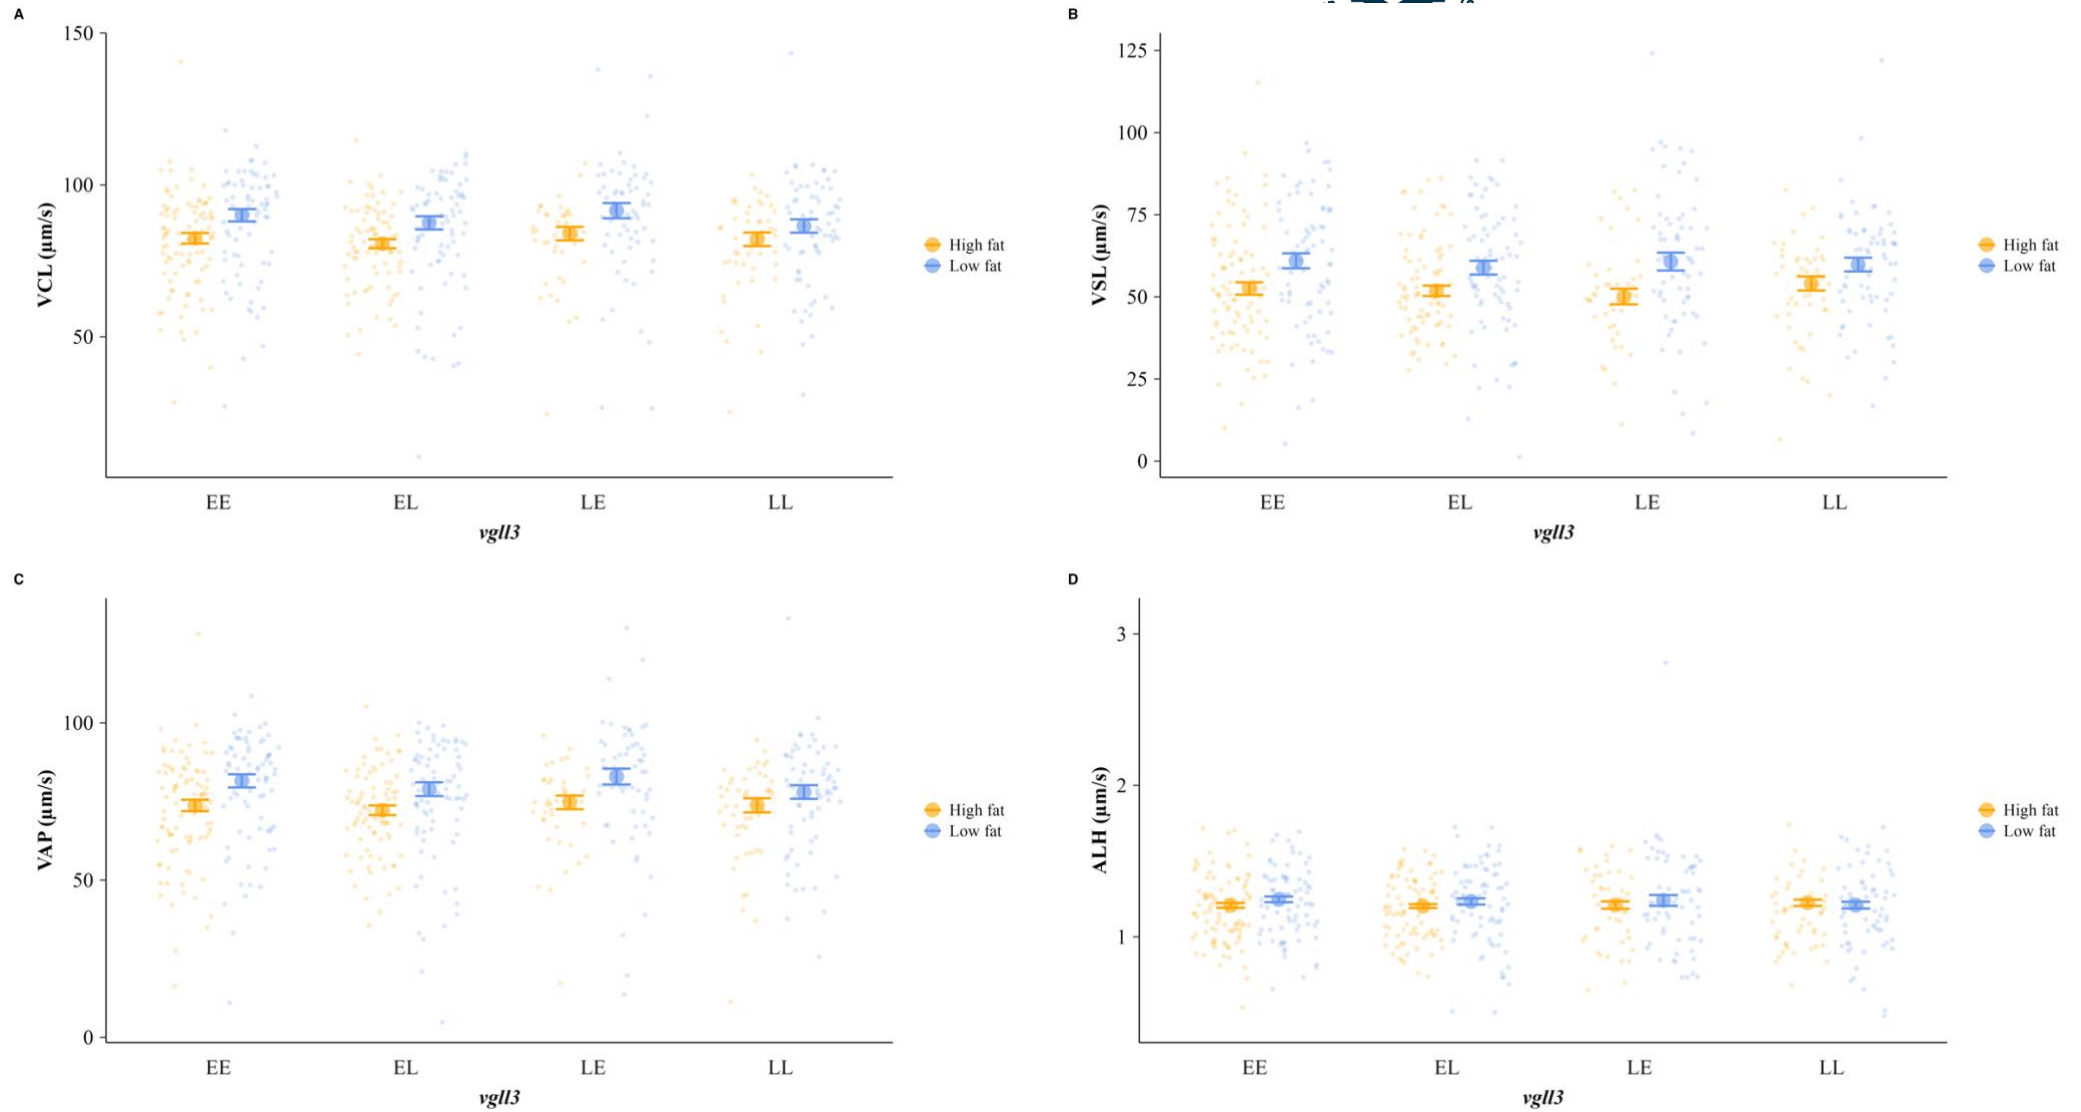 A
150
100
50
VCL (µm/s)
EE EL LE LL
vgll3
High fat
Low fat
B
125
100
75
50
25
0
VSL (µm/s)
EE EL LE LL
vgll3
High fat
Low fat
C
100
50
0
VAP (µm/s)
EE EL LE LL
vgll3
High fat
Low fat
D
3
2
1
ALH (µm/s)
EE EL LE LL
vgll3
High fat
Low fat